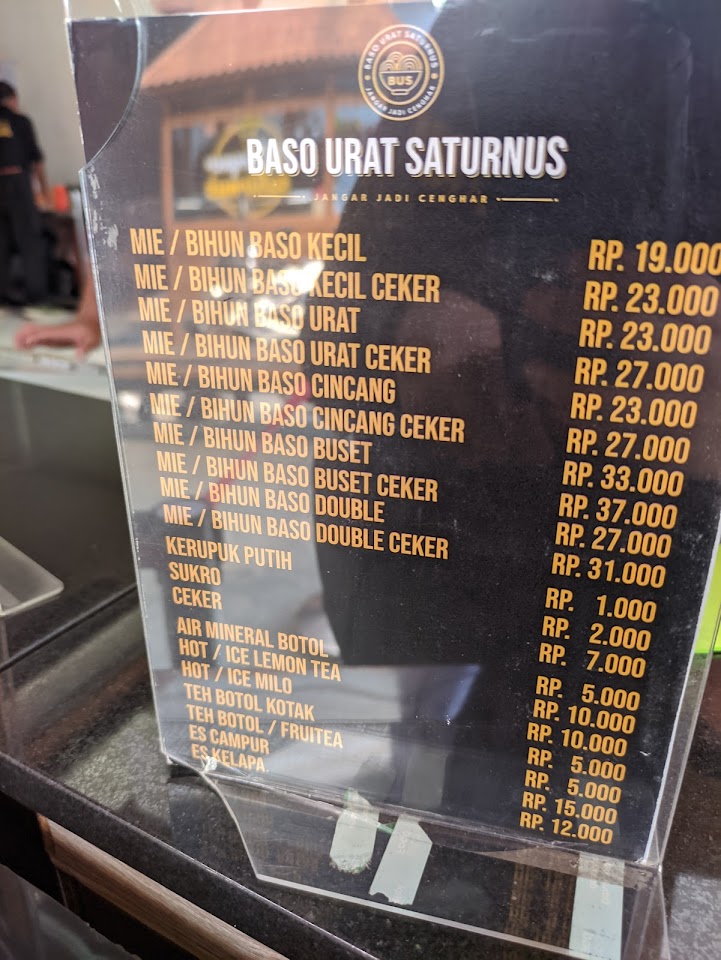 BASO URAT SATURNUS
BUS
JANGAR JADI CENGHAR
BASO URAT SATURNUS
JANGAR JADI CENGHAR
MIE / BIHUN BASO KECIL RP. 19.000
MIE / BIHUN BASO KECIL CEKER RP. 23.000
MIE / BIHUN BASO URAT RP. 23.000
MIE / BIHUN BASO URAT CEKER RP. 27.000
MIE / BIHUN BASO CINCANG RP. 23.000
MIE / BIHUN BASO CINCANG CEKER RP. 27.000
MIE / BIHUN BASO BUSET RP. 33.000
MIE / BIHUN BASO BUSET CEKER RP. 37.000
MIE / BIHUN BASO DOUBLE RP. 27.000
MIE / BIHUN BASO DOUBLE CEKER RP. 31.000
KERUPUK PUTIH RP. 1.000
SUKRO RP. 2.000
CEKER RP. 7.000
AIR MINERAL BOTOL RP. 5.000
HOT / ICE LEMON TEA RP. 10.000
HOT / ICE MILO RP. 10.000
TEH BOTOL KOTAK RP. 5.000
TEH BOTOL / FRUITEA RP. 5.000
ES CAMPUR RP. 15.000
ES KELAPA RP. 12.000